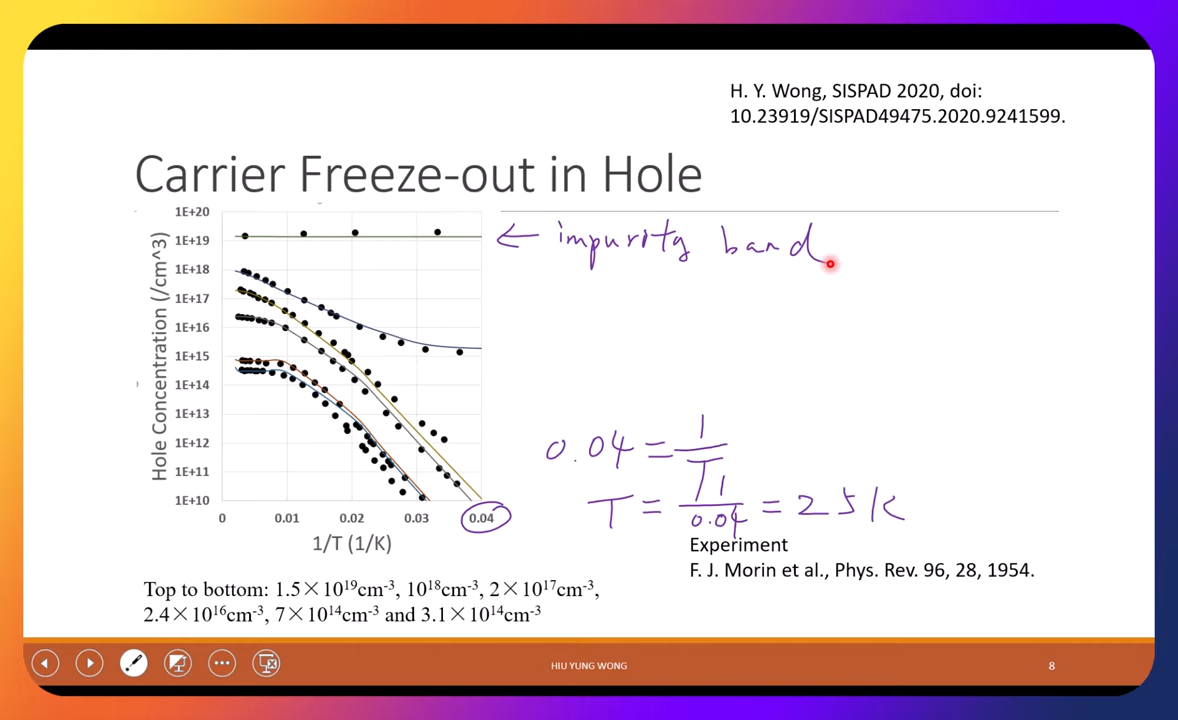 H. Y. Wong, SISPAD 2020, doi:
10.23919/SISPAD49475.2020.9241599.
Carrier Freeze-out in Hole
← impurity band
Hole Concentration (/cm^3)
1E+20
1E+19
1E+18
1E+17
1E+16
1E+15
1E+14
1E+13
1E+12
1E+11
1E+10
0 0.01 0.02 0.03 0.04
1/T (1/K)
0.04 = 1/T
T = 1/0.04 = 25K
Experiment
F. J. Morin et al., Phys. Rev. 96, 28, 1954.
Top to bottom: 1.5×10¹⁹cm⁻³, 10¹⁸cm⁻³, 2×10¹⁷cm⁻³,
2.4×10¹⁶cm⁻³, 7×10¹⁴cm⁻³ and 3.1×10¹⁴cm⁻³
HIU YUNG WONG
8